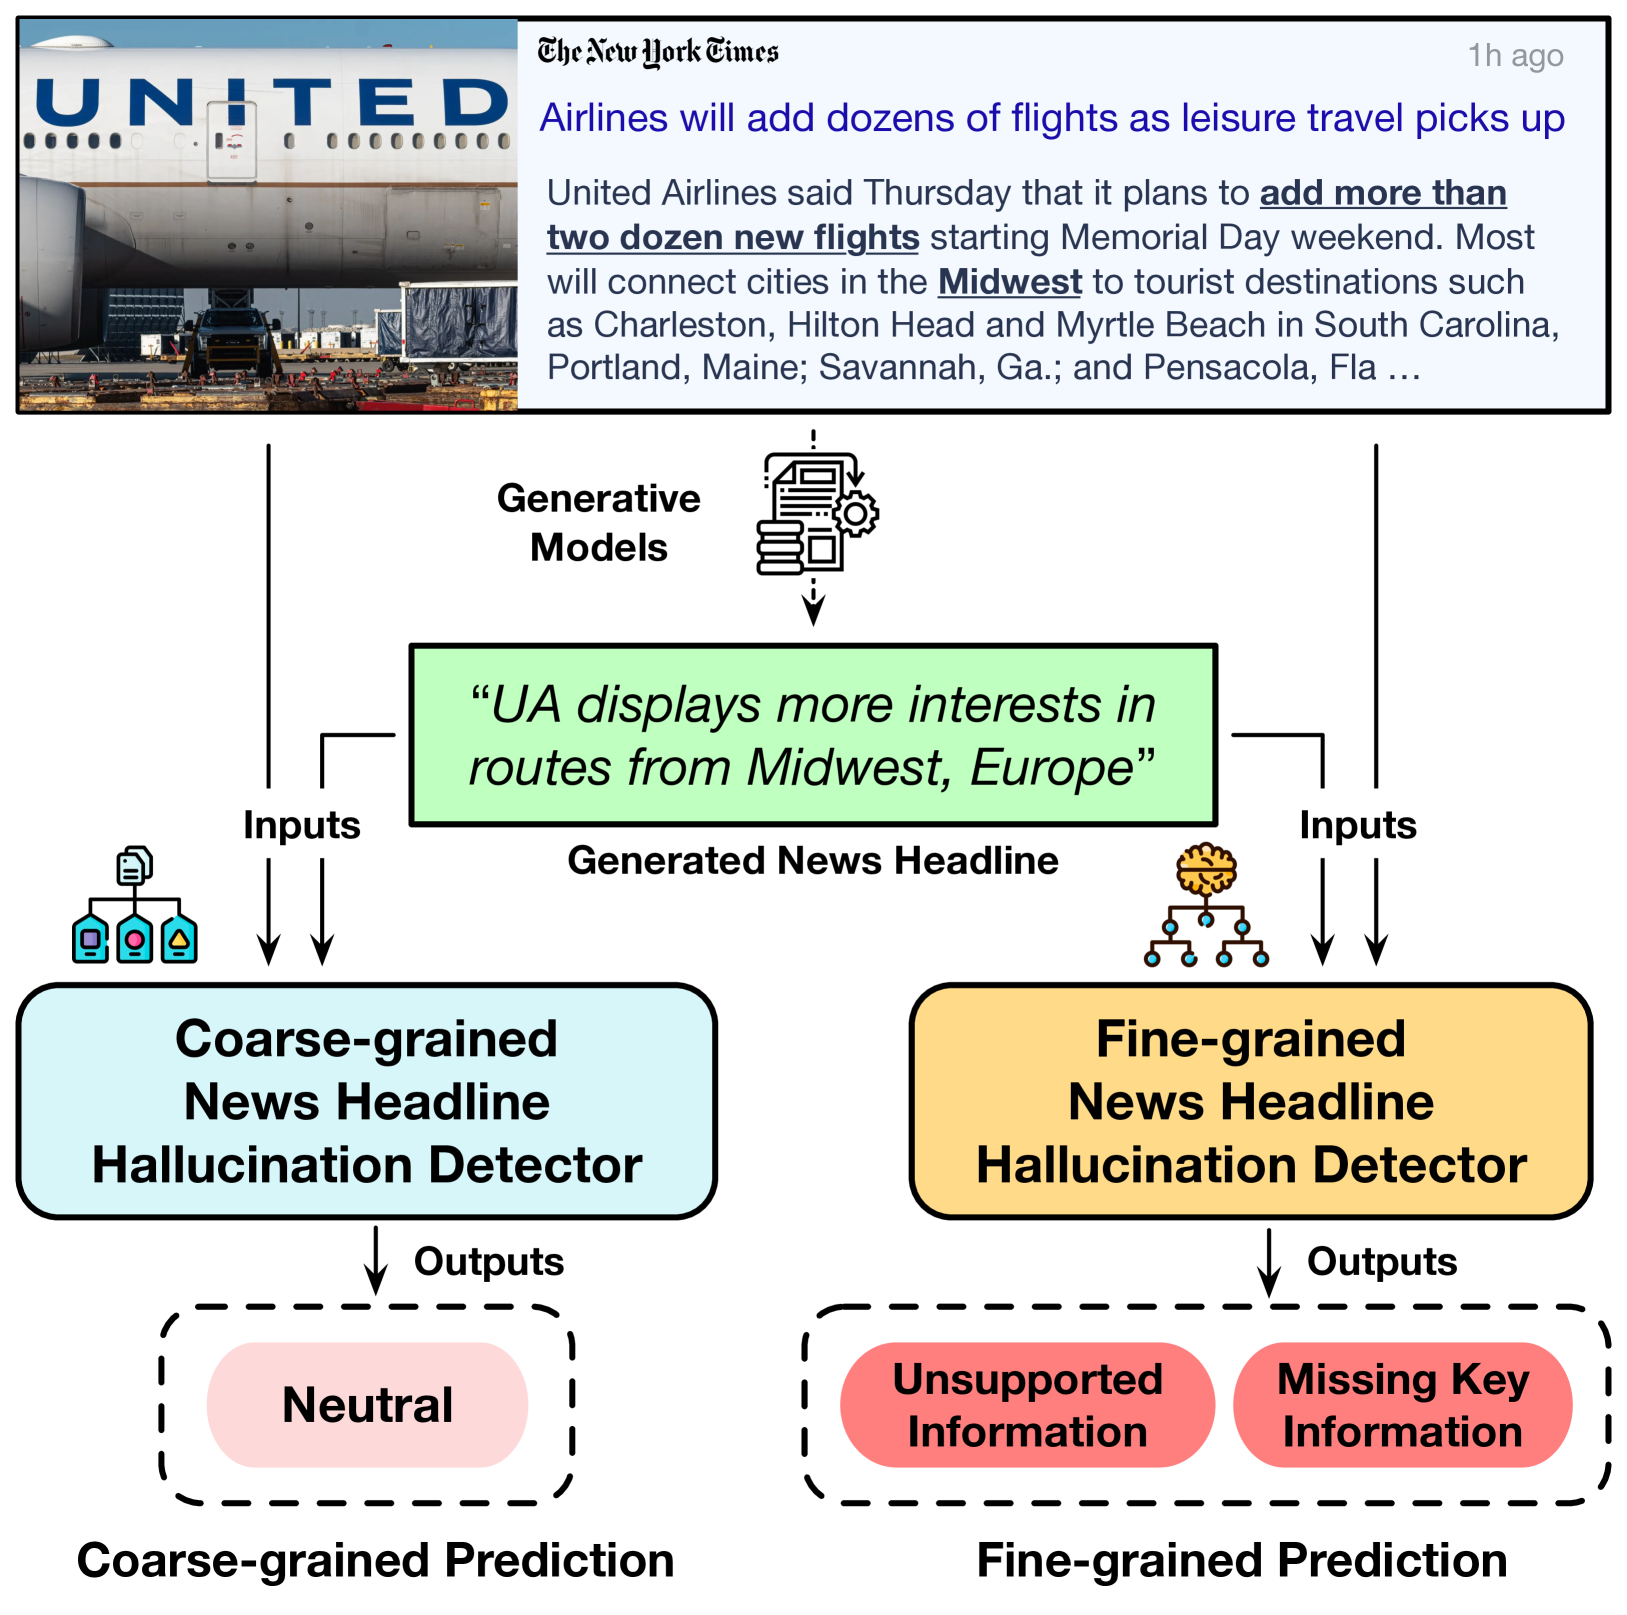 UNITED
The New York Times
1h ago
Airlines will add dozens of flights as leisure travel picks up
United Airlines said Thursday that it plans to add more than
two dozen new flights starting Memorial Day weekend. Most
will connect cities in the Midwest to tourist destinations such
as Charleston, Hilton Head and Myrtle Beach in South Carolina,
Portland, Maine; Savannah, Ga.; and Pensacola, Fla ...
Generative
Models
“UA displays more interests in
routes from Midwest, Europe”
Inputs
Inputs
Generated News Headline
Coarse-grained
News Headline
Hallucination Detector
Fine-grained
News Headline
Hallucination Detector
Outputs
Outputs
Neutral
Unsupported
Information
Missing Key
Information
Coarse-grained Prediction
Fine-grained Prediction